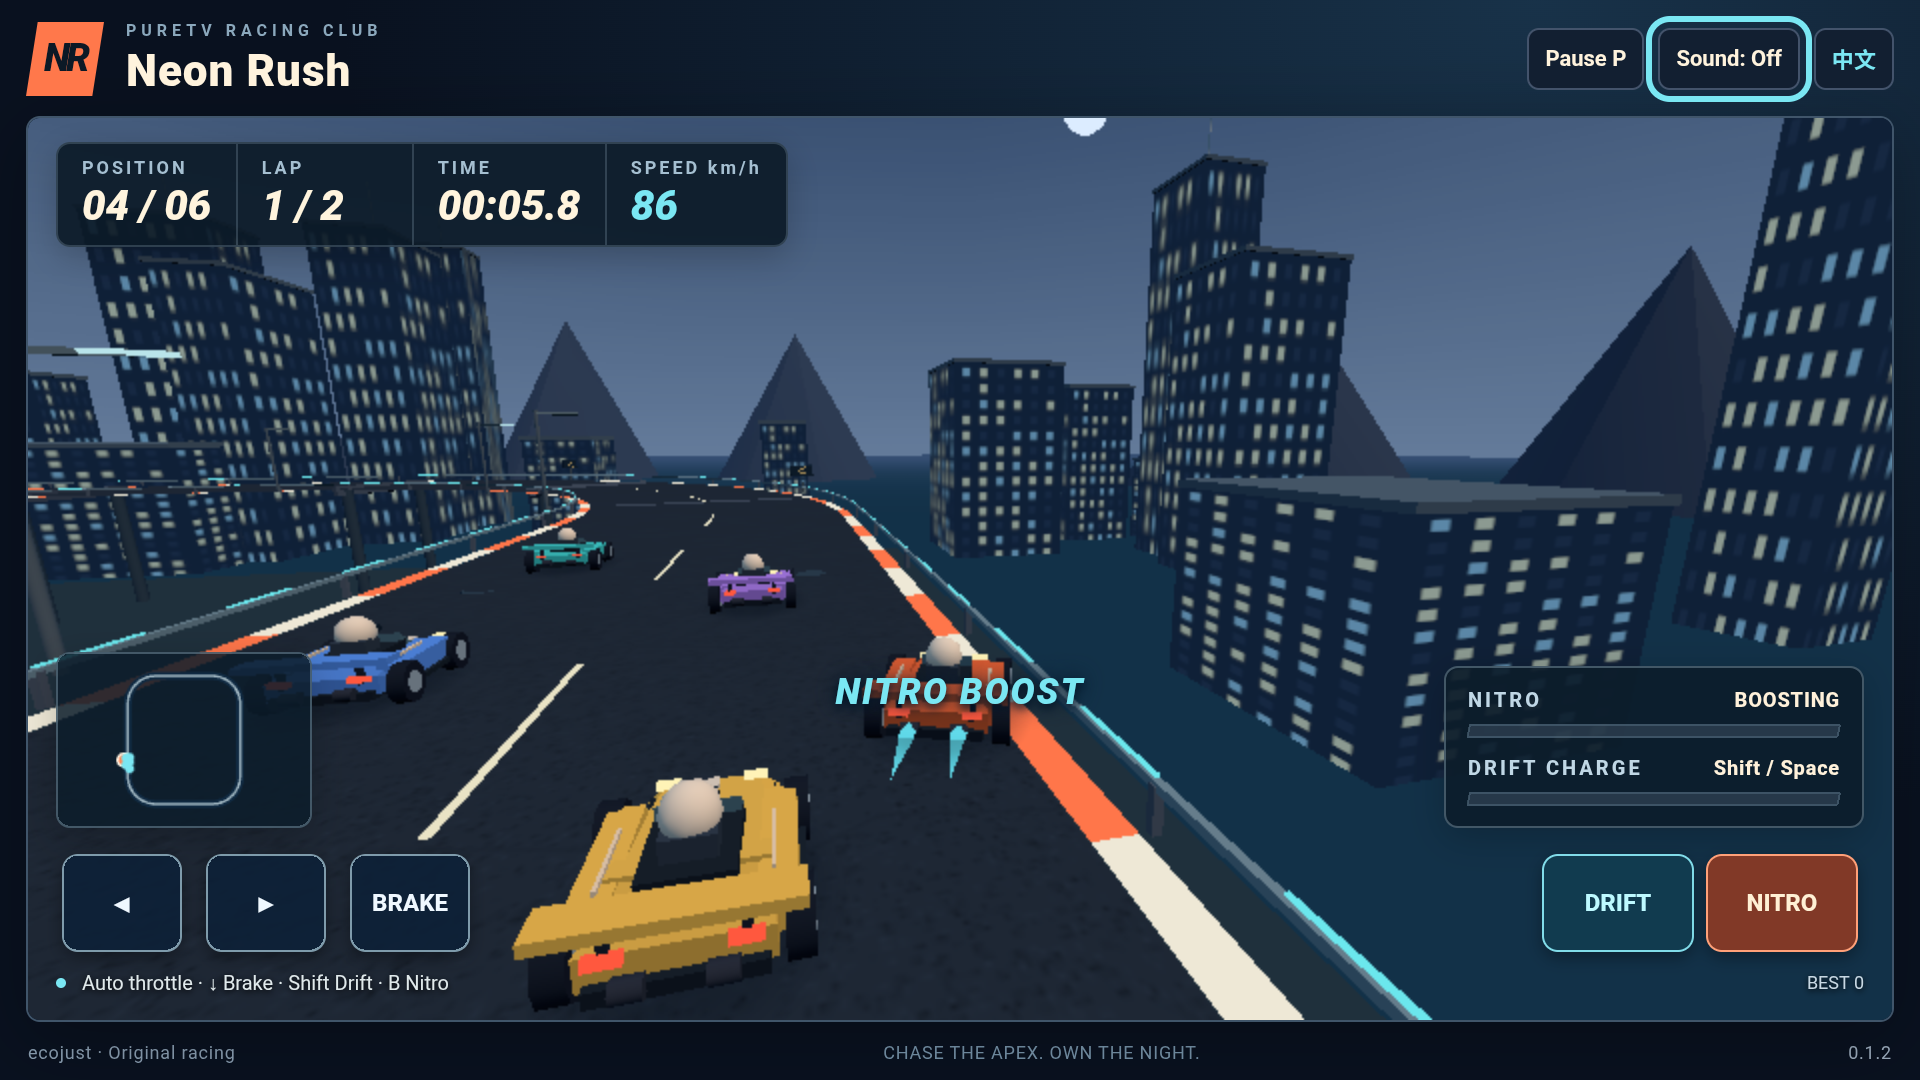 NR
PURETV RACING CLUB
Neon Rush
Pause P
Sound: Off
中文
POSITION
04 / 06
LAP
1 / 2
TIME
00:05.8
SPEED km/h
86
NITRO BOOST
NITRO
BOOSTING
DRIFT CHARGE
Shift / Space
◄
►
BRAKE
DRIFT
NITRO
Auto throttle · ↓ Brake · Shift Drift · B Nitro
BEST 0
ecojust · Original racing
CHASE THE APEX. OWN THE NIGHT.
0.1.2